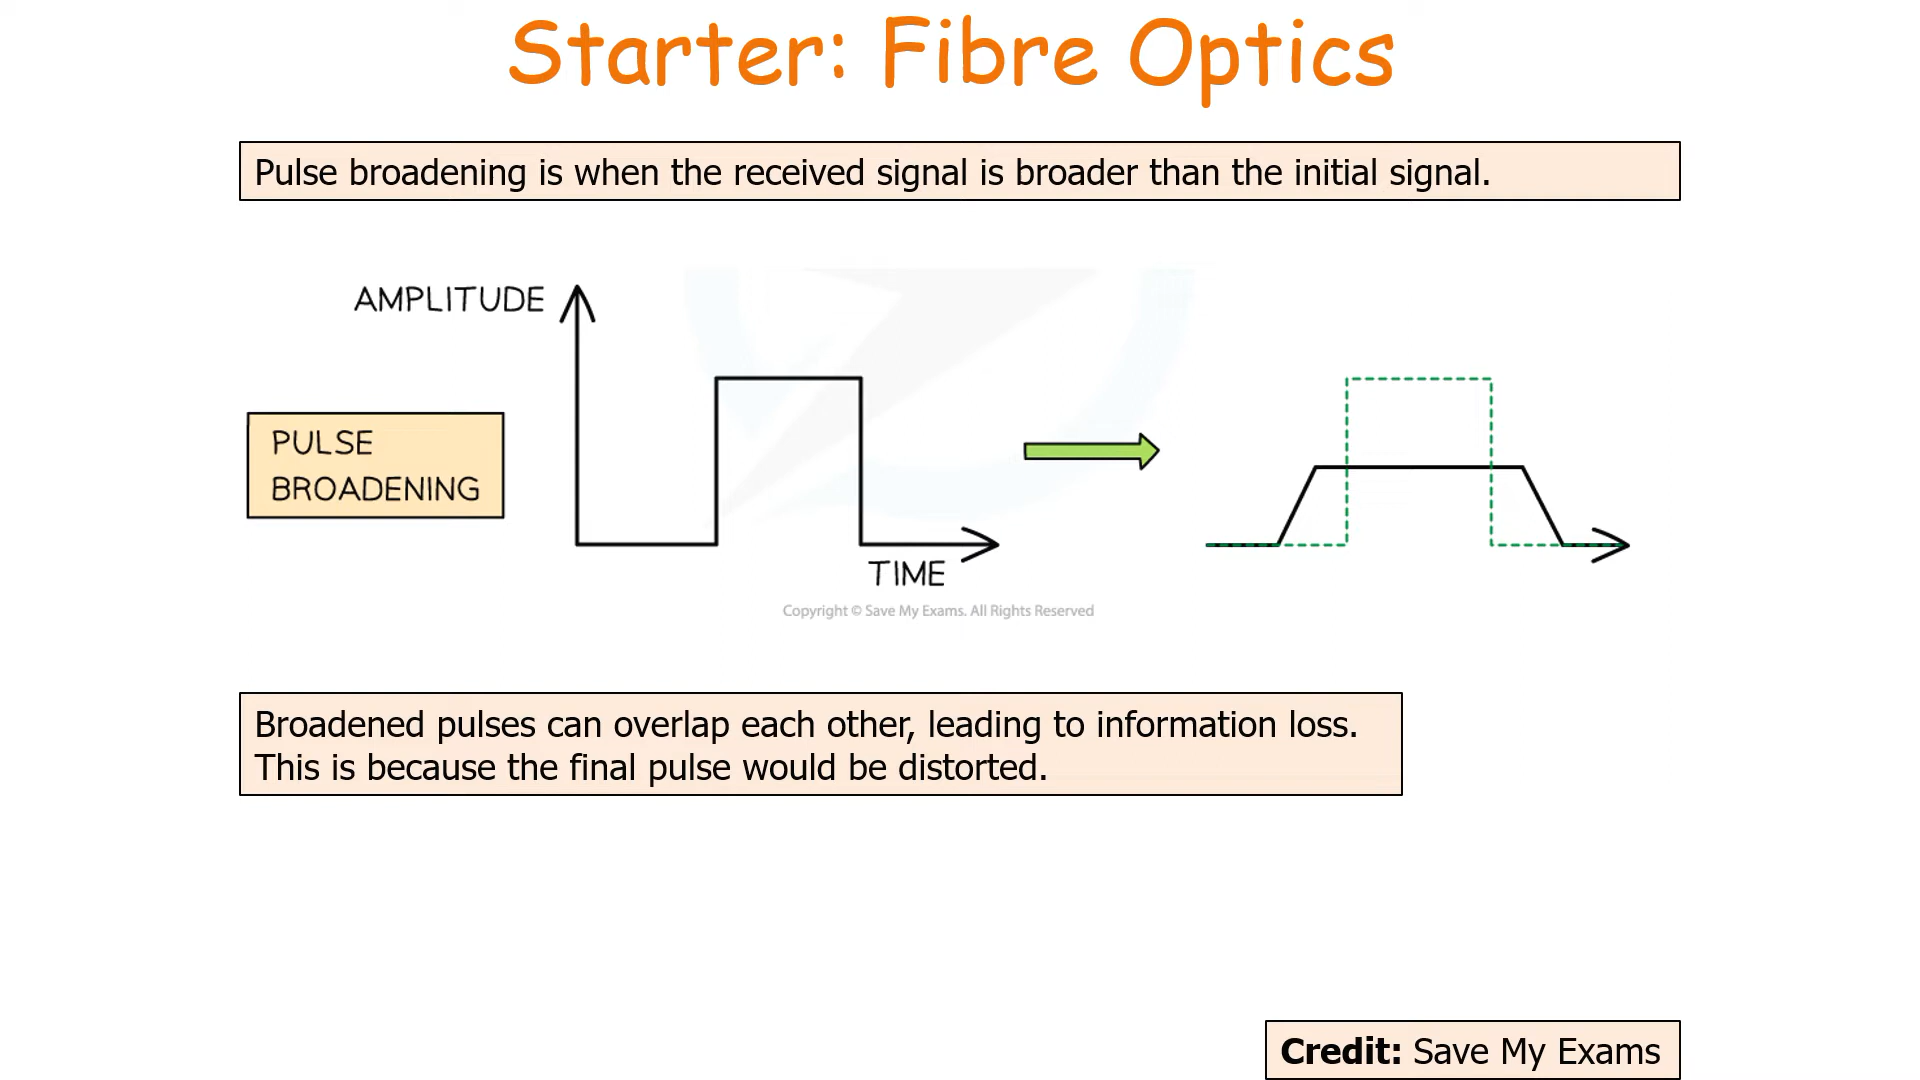 Starter: Fibre Optics
Pulse broadening is when the received signal is broader than the initial signal.
AMPLITUDE
PULSE
BROADENING
TIME
Copyright © Save My Exams. All Rights Reserved
Broadened pulses can overlap each other, leading to information loss.
This is because the final pulse would be distorted.
Credit: Save My Exams